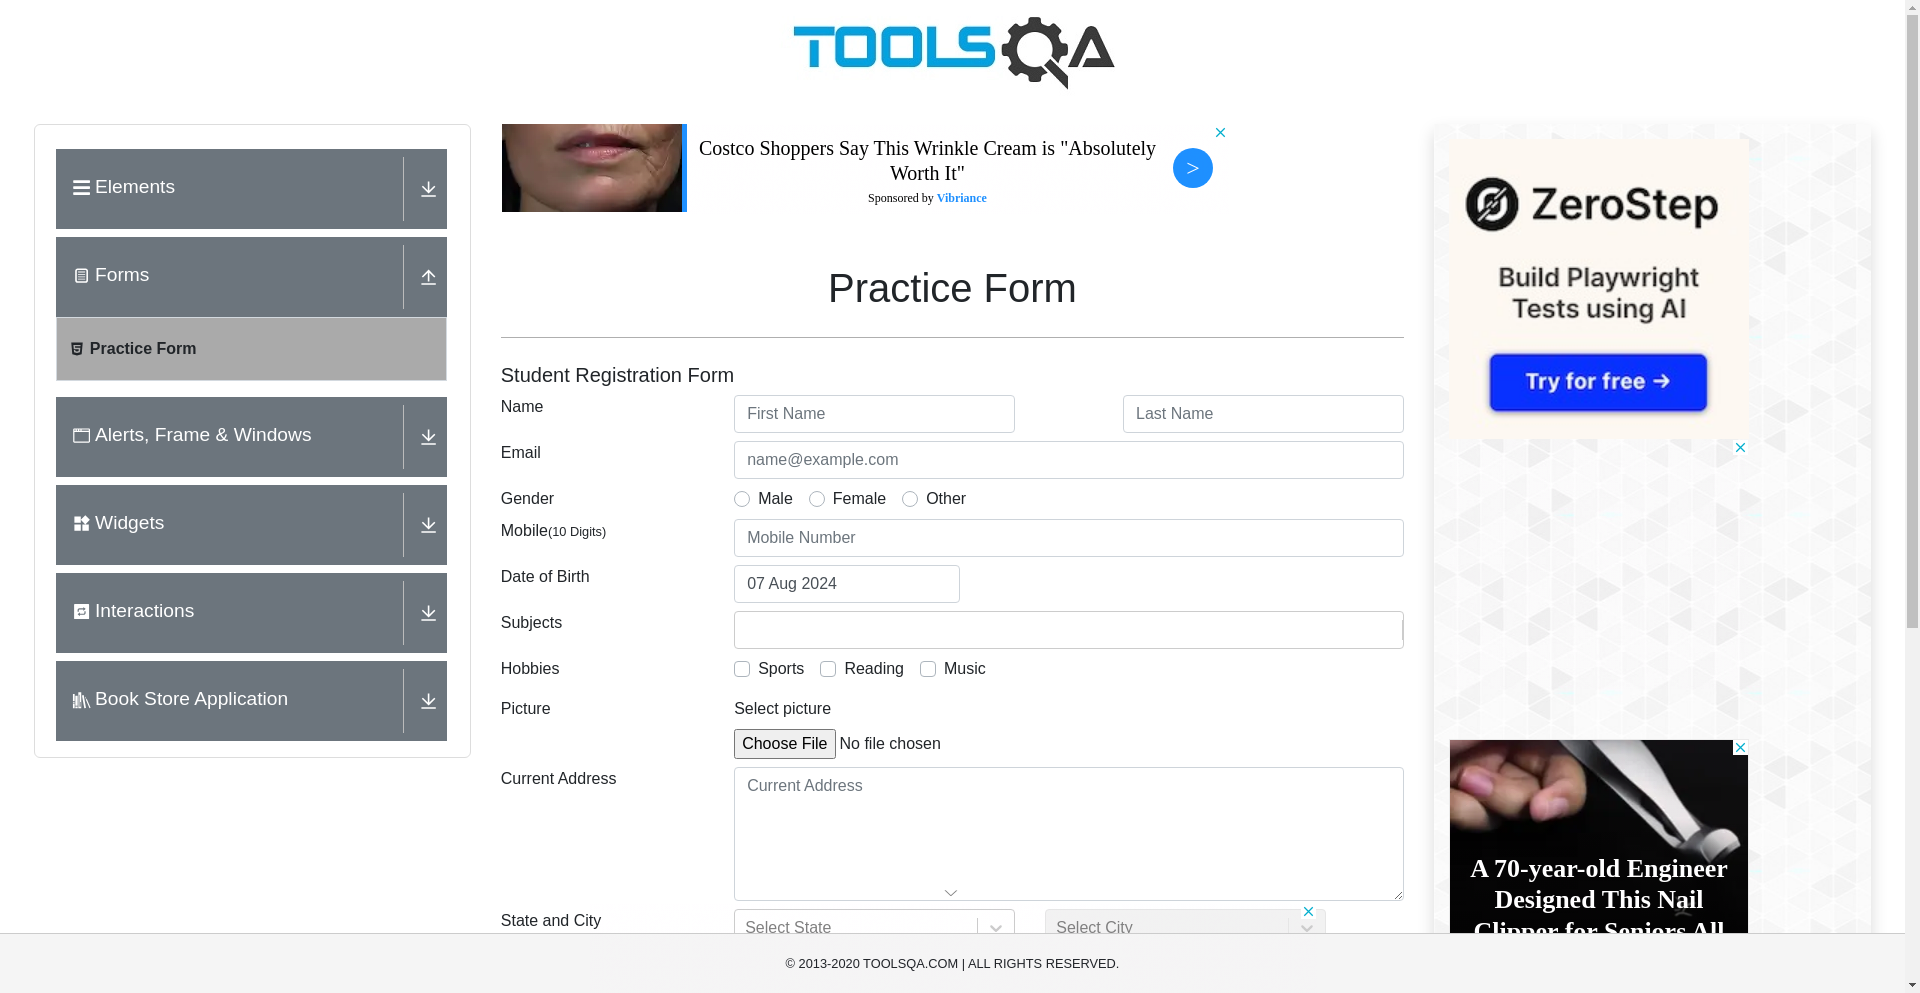 TOOLSQA
Elements
Forms
Practice Form
Alerts, Frame & Windows
Widgets
Interactions
Book Store Application
Costco Shoppers Say This Wrinkle Cream is "Absolutely
Worth It"
Sponsored by Vibriance
>
Practice Form
Student Registration Form
Name
First Name
Last Name
Email
name@example.com
Gender
Male
Female
Other
Mobile(10 Digits)
Mobile Number
Date of Birth
07 Aug 2024
Subjects
Hobbies
Sports
Reading
Music
Picture
Select picture
Choose File No file chosen
Current Address
Current Address
State and City
Select State
Select City
ZeroStep
Build Playwright
Tests using AI
Try for free →
A 70-year-old Engineer
Designed This Nail
Clipper for Seniors All
© 2013-2020 TOOLSQA.COM | ALL RIGHTS RESERVED.